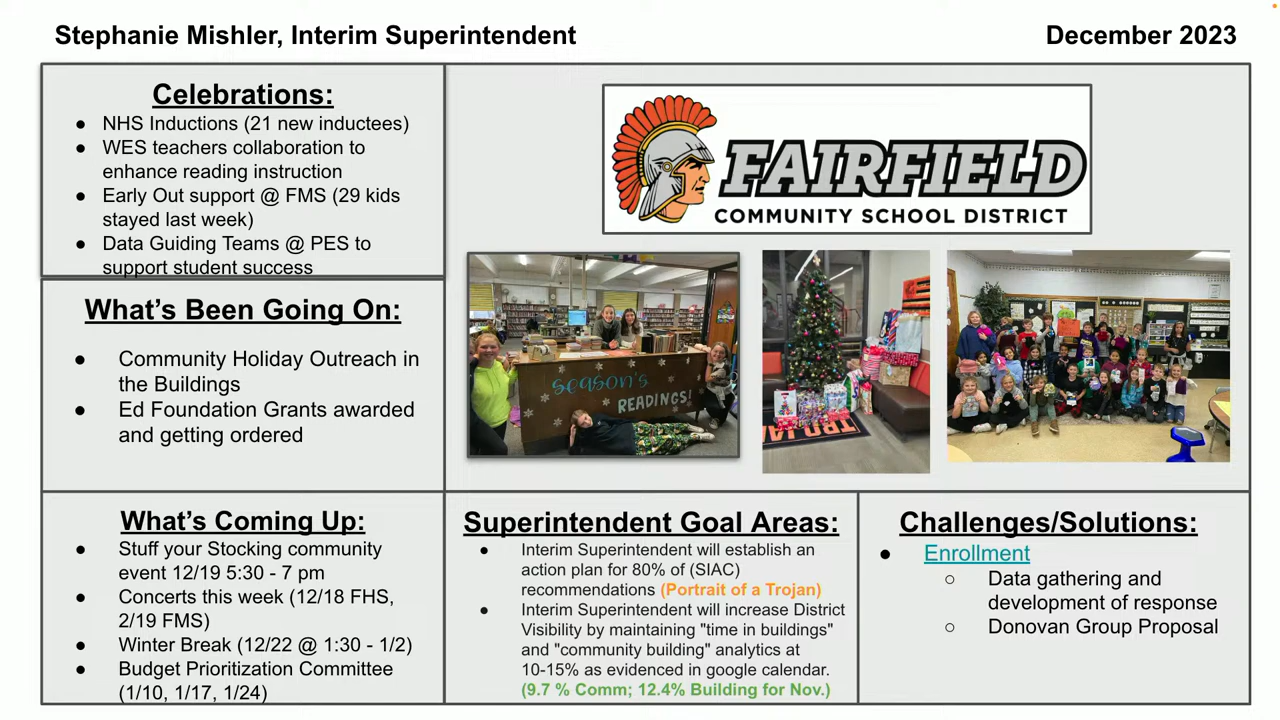 Stephanie Mishler, Interim Superintendent
December 2023
Celebrations:
● NHS Inductions (21 new inductees)
● WES teachers collaboration to
enhance reading instruction
● Early Out support @ FMS (29 kids
stayed last week)
● Data Guiding Teams @ PES to
support student success
FAIRFIELD
COMMUNITY SCHOOL DISTRICT
SEASON'S
READINGS!
TROJA
What's Been Going On:
● Community Holiday Outreach in
the Buildings
● Ed Foundation Grants awarded
and getting ordered
What's Coming Up:
● Stuff your Stocking community
event 12/19 5:30 - 7 pm
● Concerts this week (12/18 FHS,
2/19 FMS)
● Winter Break (12/22 @ 1:30 - 1/2)
● Budget Prioritization Committee
(1/10, 1/17, 1/24)
Superintendent Goal Areas:
● Interim Superintendent will establish an
action plan for 80% of (SIAC)
recommendations (Portrait of a Trojan)
● Interim Superintendent will increase District
Visibility by maintaining "time in buildings"
and "community building" analytics at
10-15% as evidenced in google calendar.
(9.7 % Comm; 12.4% Building for Nov.)
Challenges/Solutions:
● Enrollment
○ Data gathering and
development of response
○ Donovan Group Proposal